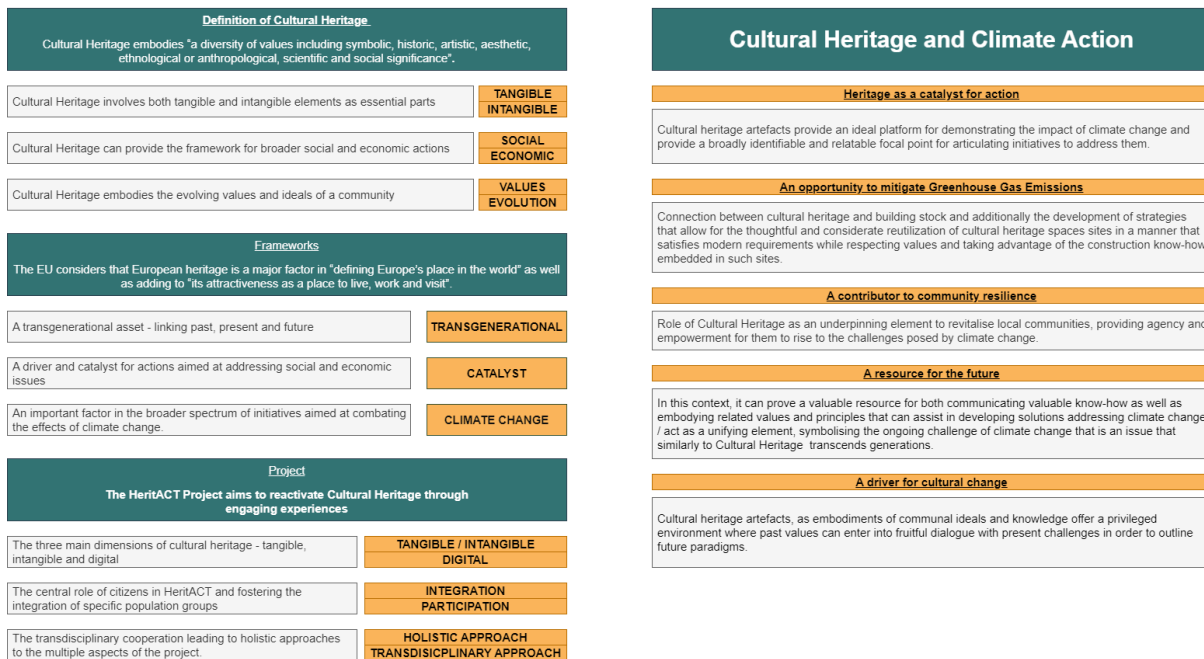 Definition of Cultural Heritage
Cultural Heritage embodies "a diversity of values including symbolic, historic, artistic, aesthetic,
ethnological or anthropological, scientific and social significance".
Cultural Heritage involves both tangible and intangible elements as essential parts
TANGIBLE
INTANGIBLE
Cultural Heritage can provide the framework for broader social and economic actions
SOCIAL
ECONOMIC
Cultural Heritage embodies the evolving values and ideals of a community
VALUES
EVOLUTION
Frameworks
The EU considers that European heritage is a major factor in "defining Europe's place in the world" as well
as adding to "its attractiveness as a place to live, work and visit".
A transgenerational asset - linking past, present and future
TRANSGENERATIONAL
A driver and catalyst for actions aimed at addressing social and economic
issues
CATALYST
An important factor in the broader spectrum of initiatives aimed at combating
the effects of climate change.
CLIMATE CHANGE
Project
The HeritACT Project aims to reactivate Cultural Heritage through
engaging experiences
The three main dimensions of cultural heritage - tangible,
intangible and digital
TANGIBLE / INTANGIBLE
DIGITAL
The central role of citizens in HeritACT and fostering the
integration of specific population groups
INTEGRATION
PARTICIPATION
The transdisciplinary cooperation leading to holistic approaches
to the multiple aspects of the project.
HOLISTIC APPROACH
TRANSDISICPLINARY APPROACH
Cultural Heritage and Climate Action
Heritage as a catalyst for action
Cultural heritage artefacts provide an ideal platform for demonstrating the impact of climate change and
provide a broadly identifiable and relatable focal point for articulating initiatives to address them.
An opportunity to mitigate Greenhouse Gas Emissions
Connection between cultural heritage and building stock and additionally the development of strategies
that allow for the thoughtful and considerate reutilization of cultural heritage spaces sites in a manner that
satisfies modern requirements while respecting values and taking advantage of the construction know-how
embedded in such sites.
A contributor to community resilience
Role of Cultural Heritage as an underpinning element to revitalise local communities, providing agency and
empowerment for them to rise to the challenges posed by climate change.
A resource for the future
In this context, it can prove a valuable resource for both communicating valuable know-how as well as
embodying related values and principles that can assist in developing solutions addressing climate change
/ act as a unifying element, symbolising the ongoing challenge of climate change that is an issue that
similarly to Cultural Heritage transcends generations.
A driver for cultural change
Cultural heritage artefacts, as embodiments of communal ideals and knowledge offer a privileged
environment where past values can enter into fruitful dialogue with present challenges in order to outline
future paradigms.